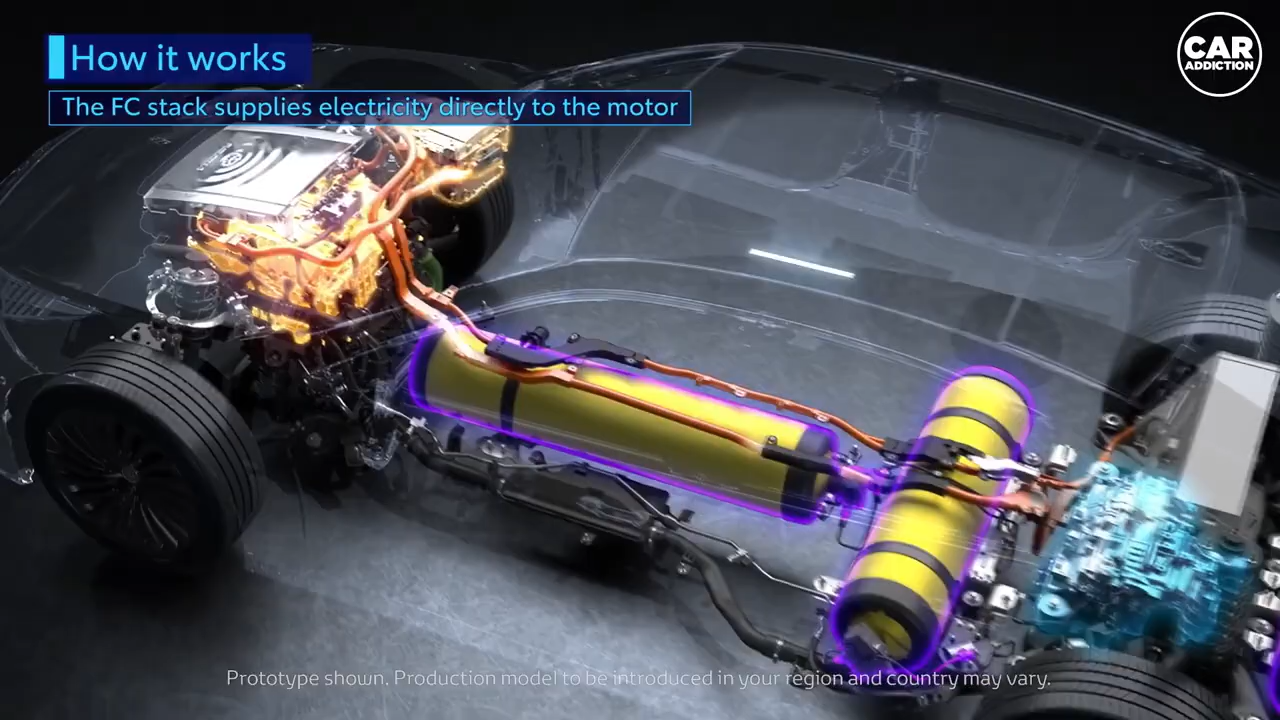 How it works
The FC stack supplies electricity directly to the motor
CAR
ADDICTION
Prototype shown. Production model to be introduced in your region and country may vary.